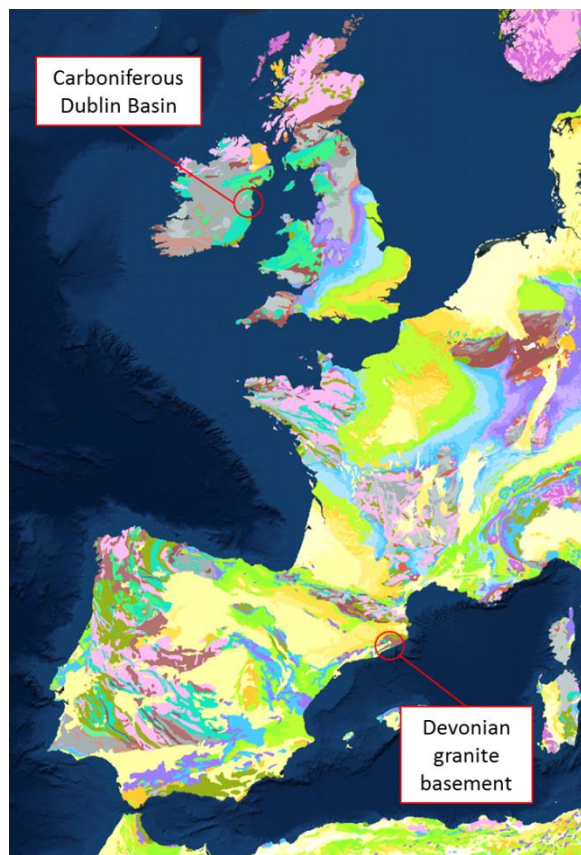 Carboniferous
Dublin Basin
Devonian
granite
basement